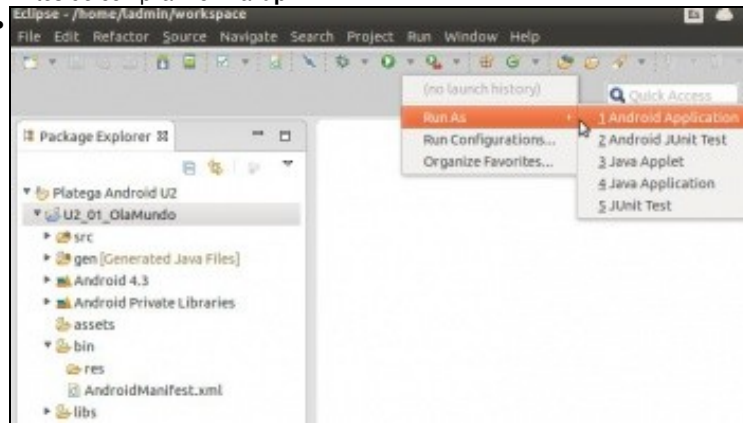 Eclipse - /home/ladmin/workspace
File Edit Refactor Source Navigate Search Project Run Window Help
(no launch history)
Quick Access
Run As
1 Android Application
Run Configurations...
2 Android JUnit Test
Organize Favorites...
3 Java Applet
4 Java Application
5 JUnit Test
Package Explorer
Platega Android U2
U2_01_OlaMundo
src
gen [Generated Java Files]
Android 4.3
Android Private Libraries
assets
bin
res
AndroidManifest.xml
libs